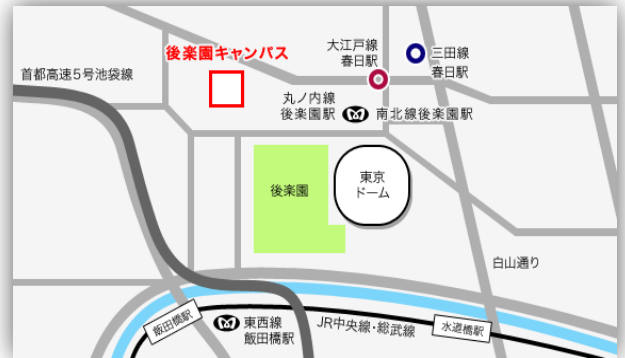 後楽園キャンパス
大江戸線
春日駅
三田線
春日駅
首都高速5号池袋線
丸ノ内線
後楽園駅
南北線後楽園駅
後楽園
東京
ドーム
白山通り
飯田橋駅
東西線
飯田橋駅
JR中央線・総武線
水道橋駅